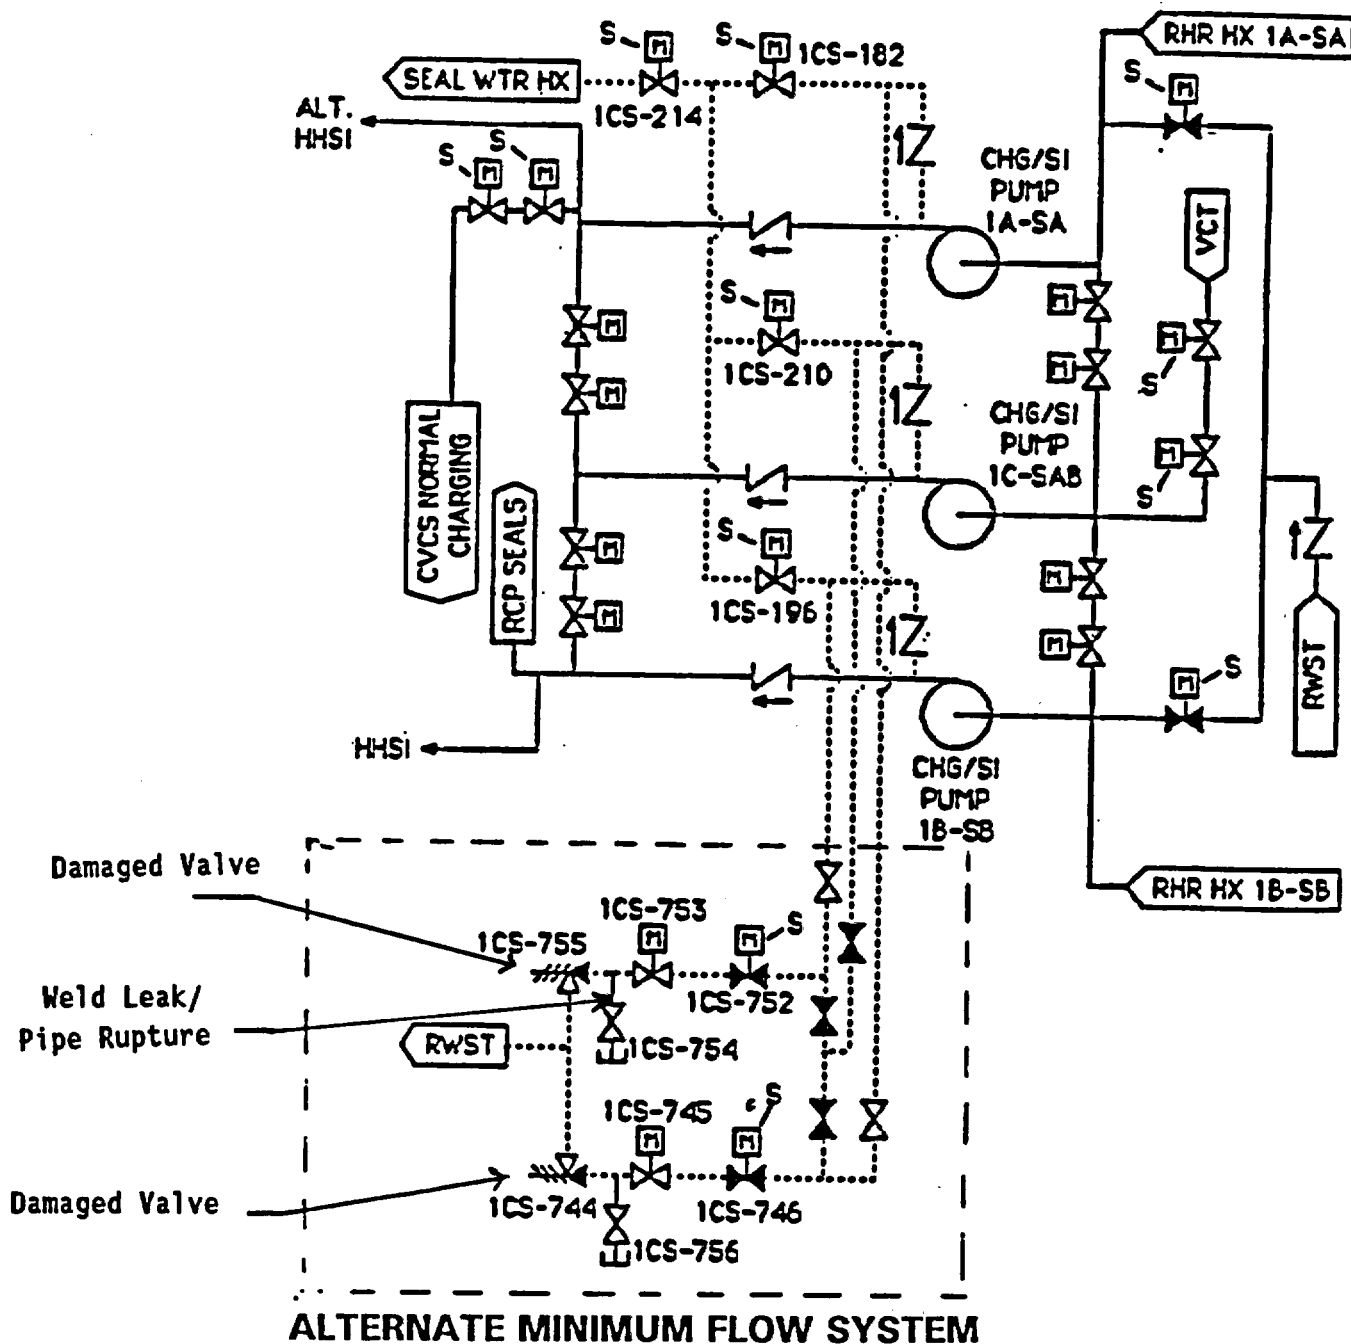 S
M
S
M
1CS-182
RHR HX 1A-SA
SEAL WTR HX
1CS-214
S
M
ALT.
HHSI
S
M
S
M
CHG/SI
PUMP
1A-SA
VCT
S
M
1CS-210
M
M
M
M
M
S
CVCS NORMAL
CHARGING
RCP SEALS
CHG/SI
PUMP
1C-SAB
M
S
S
M
1CS-196
M
M
M
M
RWST
M
S
HHSI
CHG/SI
PUMP
1B-SB
RHR HX 1B-SB
Damaged Valve
1CS-753
M
M
S
1CS-755
1CS-752
Weld Leak/
Pipe Rupture
RWST
1CS-754
1CS-745
M
M
S
Damaged Valve
1CS-744
1CS-746
1CS-756
ALTERNATE MINIMUM FLOW SYSTEM